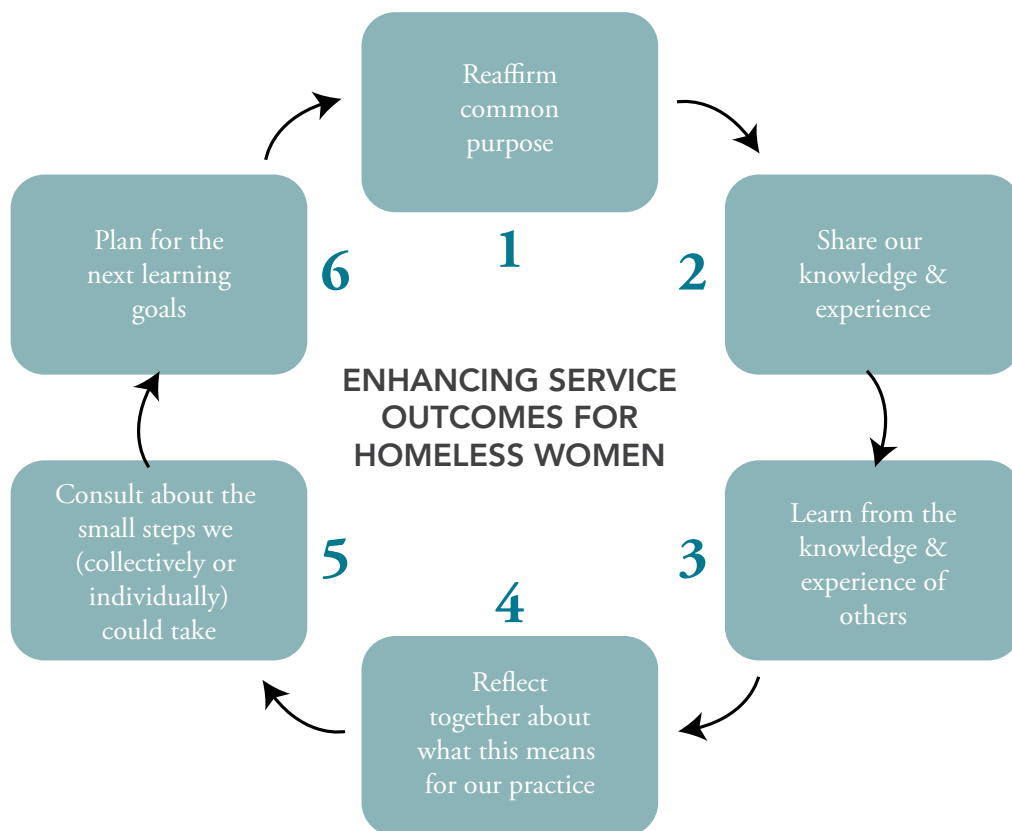 Reaffirm
common
purpose
1
2
Share our
knowledge &
experience
3
Learn from the
knowledge &
experience of
others
4
Reflect
together about
what this means
for our practice
5
Consult about the
small steps we
(collectively or
individually)
could take
6
Plan for the
next learning
goals
ENHANCING SERVICE
OUTCOMES FOR
HOMELESS WOMEN